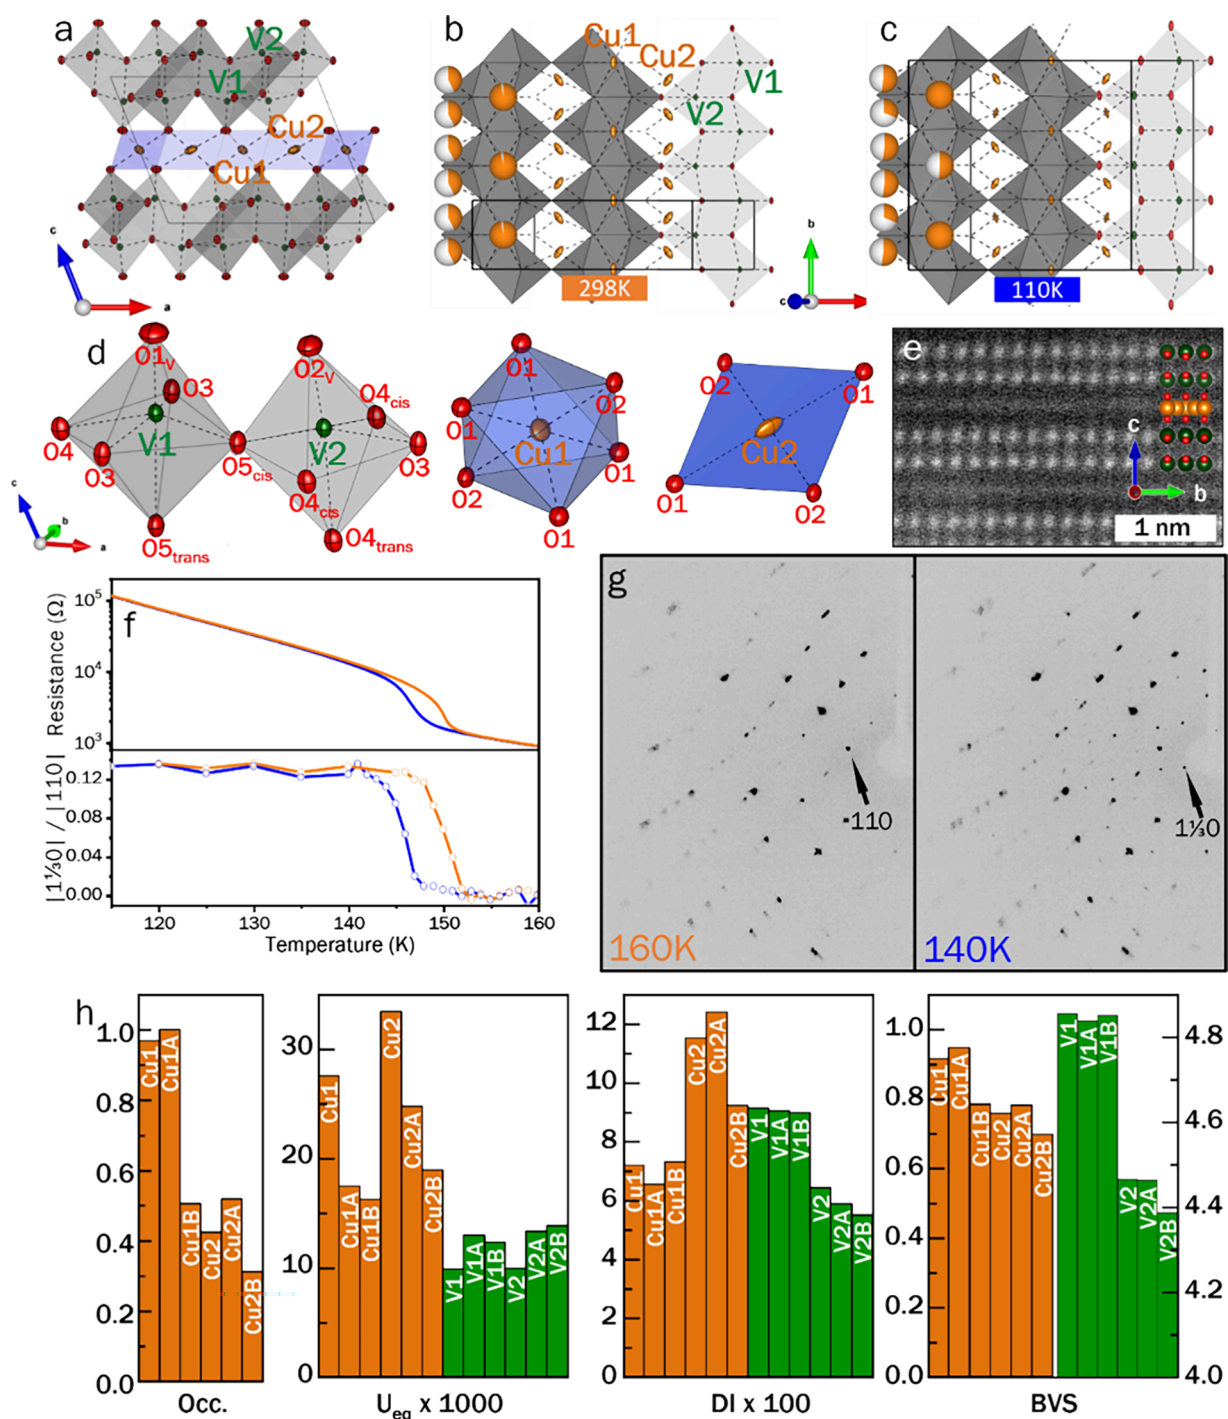 a
V2
V1
Cu2
Cu1
c
a
b
Cu1
Cu2
V1
V2
298K
b
c
c
110K
d
O1V
O3
O4
V1
O3
O5cis
O5trans
O2V
O4cis
V2
O3
O4cis
O4trans
c
b
a
O1
O2
O1
Cu1
O1
O2
O1
O2
O1
Cu2
O1
O2
e
c
b
1 nm
f
Resistance (Ω)
10⁵
10⁴
10³
|1⅓0| / |110|
0.12
0.08
0.04
0.00
120 130 140 150 160
Temperature (K)
g
110
160K
1⅓0
140K
h
1.0
0.8
0.6
0.4
0.2
0.0
Cu1
Cu1A
Cu1B
Cu2
Cu2A
Cu2B
Occ.
30
20
10
0
Cu1
Cu1A
Cu1B
Cu2
Cu2A
Cu2B
V1
V1A
V1B
V2
V2A
V2B
Ueq x 1000
12
10
8
6
4
2
0
Cu1
Cu1A
Cu1B
Cu2
Cu2A
Cu2B
V1
V1A
V1B
V2
V2A
V2B
DI x 100
1.0
0.8
0.6
0.4
0.2
0.0
Cu1
Cu1A
Cu1B
Cu2
Cu2A
Cu2B
V1
V1A
V1B
V2
V2A
V2B
4.8
4.6
4.4
4.2
4.0
BVS